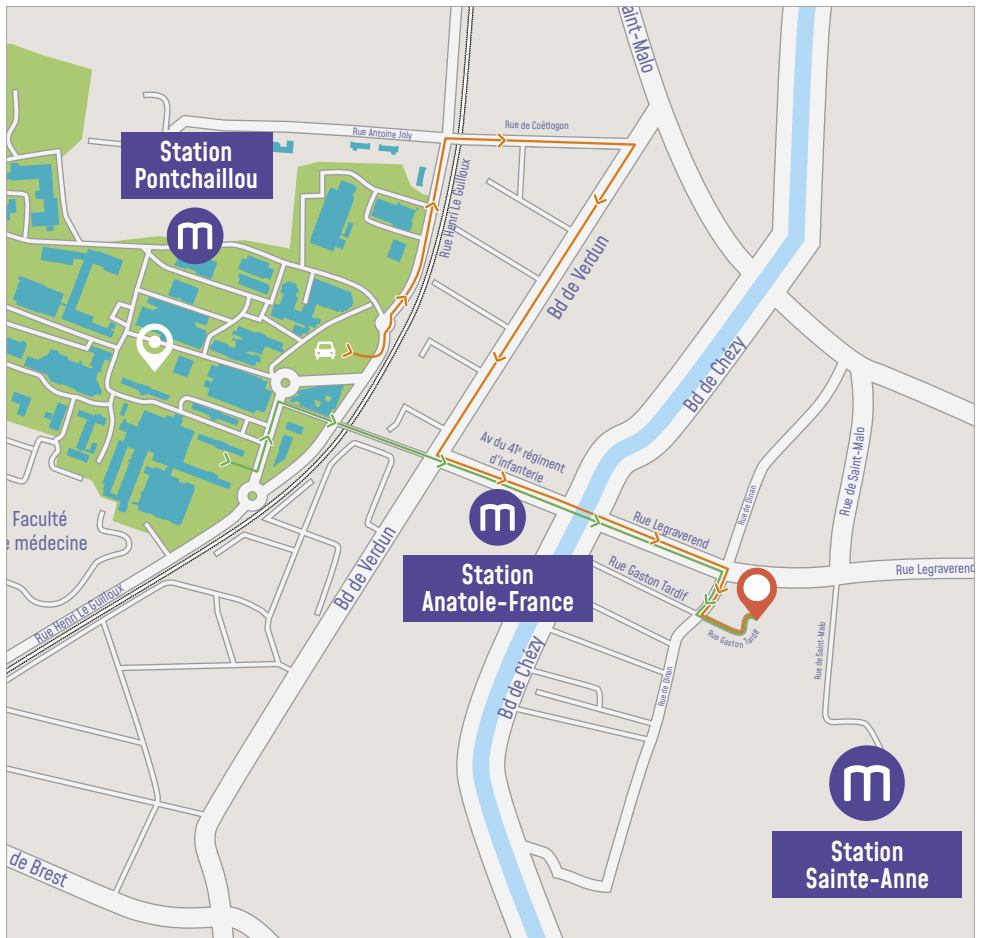 aint-Malo
Rue de Coëtlogon
Rue Antoine Joly
Station
Pontchaillou
m
Rue Henri Le Guilloux
Bd de Verdun
Bd de Chézy
Av du 41e régiment
d'infanterie
Rue de Saint-Malo
Rue de Dinan
m
Faculté
e médecine
Rue Legraverend
Bd de Verdun
Station
Anatole-France
Rue Gaston Tardif
Rue Legraverend
Rue Henri Le Guilloux
Rue Gaston Tardif
Rue de Saint-Malo
Bd de Chézy
Rue de Dinan
m
Station
Sainte-Anne
de Brest